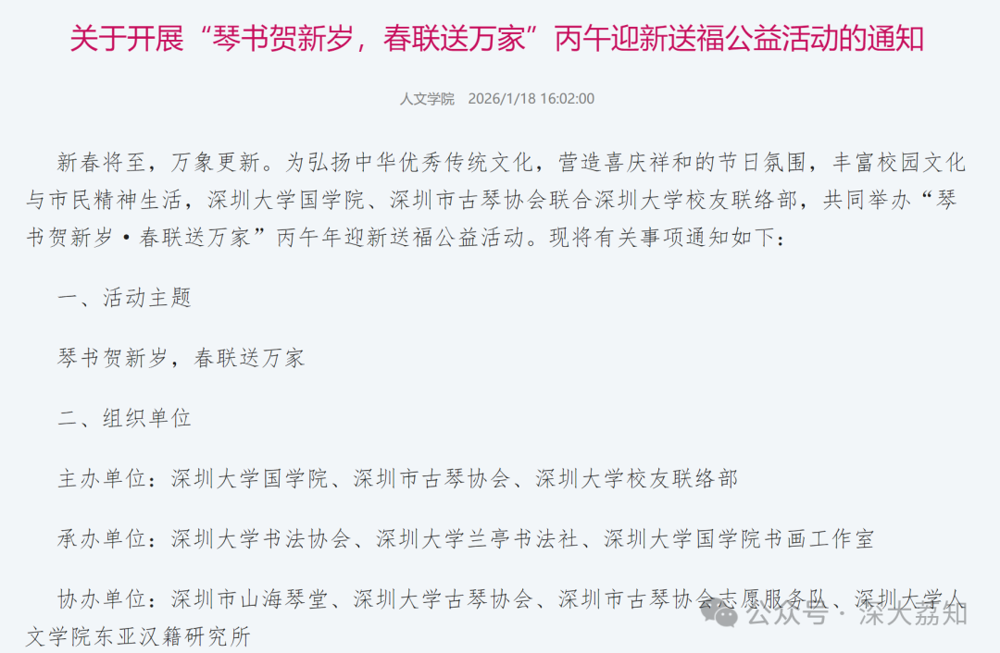 关于开展“琴书贺新岁，春联送万家”丙午迎新送福公益活动的通知
人文学院 2026/1/18 16:02:00
新春将至，万象更新。为弘扬中华优秀传统文化，营造喜庆祥和的节日氛围，丰富校园文化
与市民精神生活，深圳大学国学院、深圳市古琴协会联合深圳大学校友联络部，共同举办“琴
书贺新岁•春联送万家”丙午年迎新送福公益活动。现将有关事项通知如下：
一、活动主题
琴书贺新岁，春联送万家
二、组织单位
主办单位：深圳大学国学院、深圳市古琴协会、深圳大学校友联络部
承办单位：深圳大学书法协会、深圳大学兰亭书法社、深圳大学国学院书画工作室
协办单位：深圳市山海琴堂、深圳大学古琴协会、深圳市古琴协会志愿服务队、深圳大学人
文学院东亚汉籍研究所
公众号 · 深大荔知